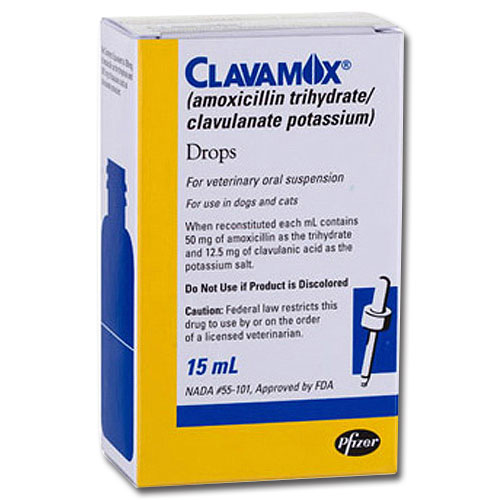 CLAVAMOX®
(amoxicillin trihydrate/
clavulanate potassium)
Drops
For veterinary oral suspension
For use in dogs and cats
When reconstituted each mL contains
50 mg of amoxicillin as the trihydrate
and 12.5 mg of clavulanic acid as the
potassium salt.
Do Not Use if Product is Discolored
Caution: Federal law restricts this
drug to use by or on the order
of a licensed veterinarian.
15 mL
NADA #55-101, Approved by FDA
Pfizer